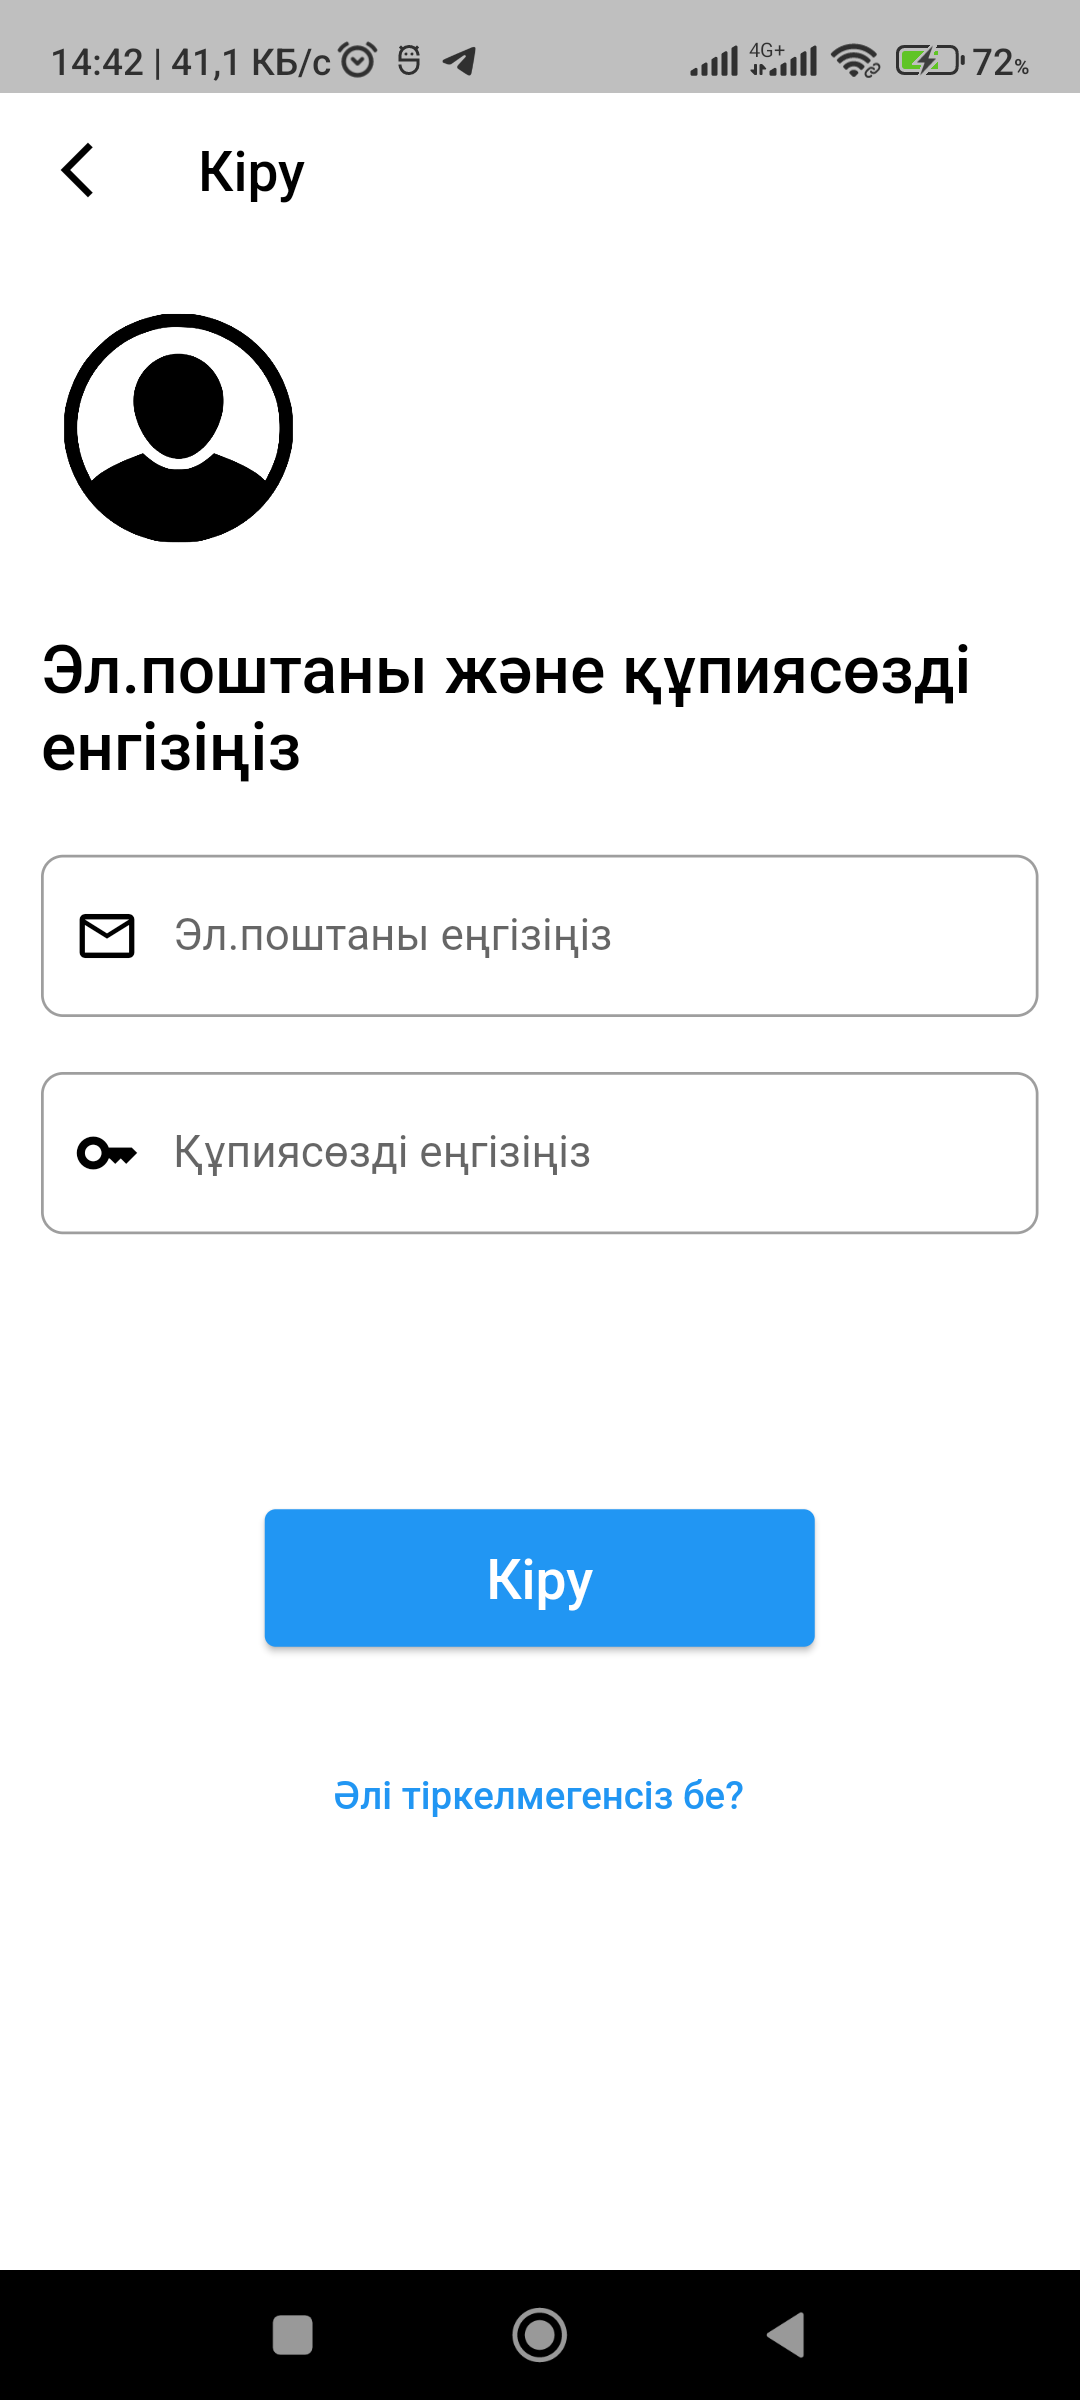 14:42 | 41,1 КБ/с
4G+
72%
Кіру
Эл.поштаны және құпиясөзді
енгізіңіз
Эл.поштаны еңгізіңіз
Құпиясөзді еңгізіңіз
Кіру
Әлі тіркелмегенсіз бе?